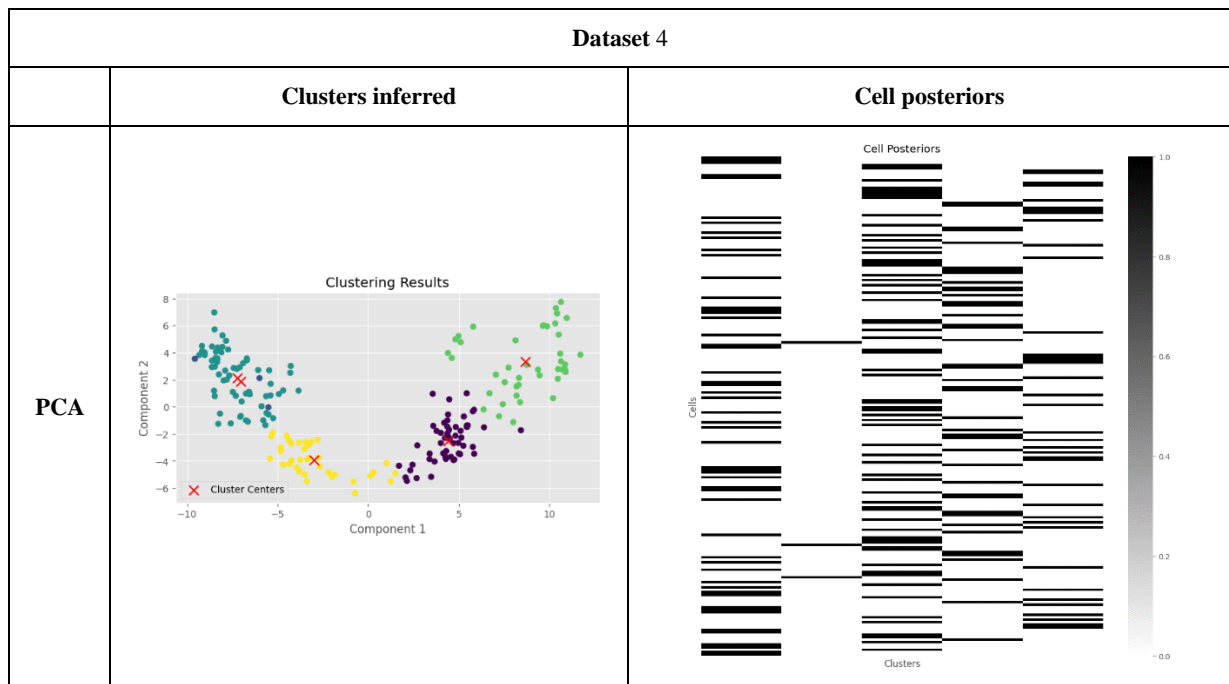 Dataset 4
Clusters inferred
Cell posteriors
PCA
Clustering Results
Component 2
8
6
4
2
0
−2
−4
−6
Cluster Centers
−10
−5
0
5
10
Component 1
Cell Posteriors
Cells
Clusters
1.0
0.8
0.6
0.4
0.2
0.0